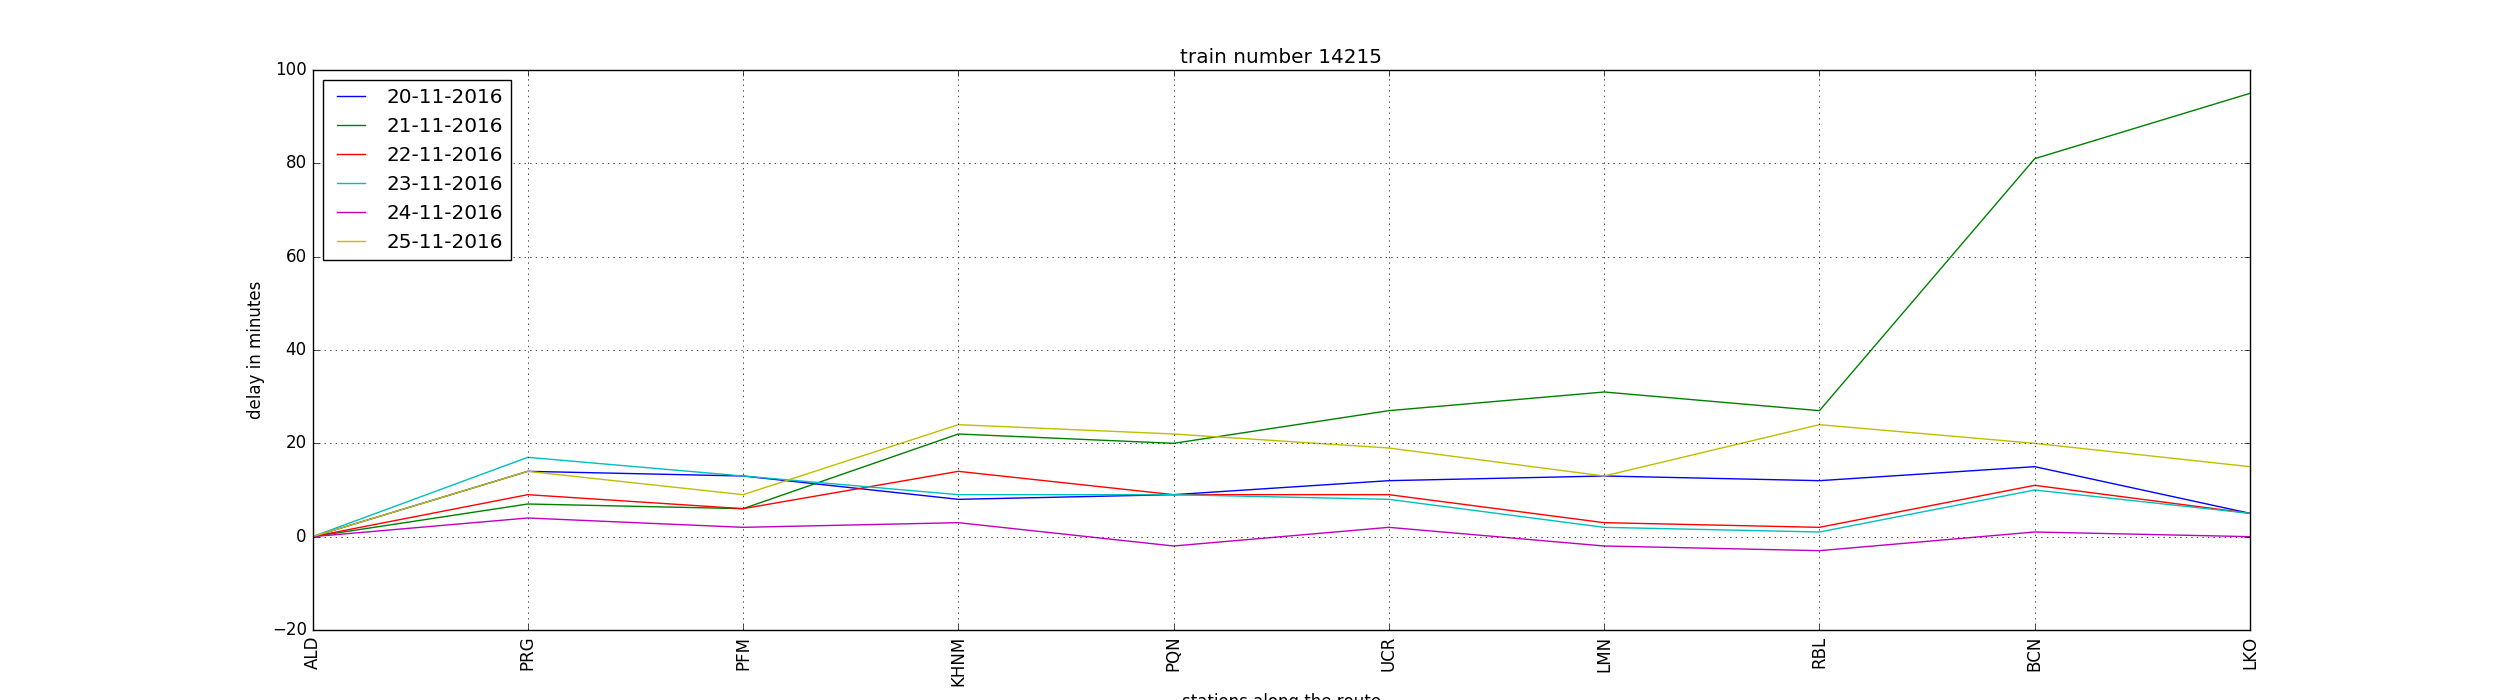 train number 14215
100
80
60
40
20
0
−20
delay in minutes
20-11-2016
21-11-2016
22-11-2016
23-11-2016
24-11-2016
25-11-2016
ALD
PRG
PFM
KHNM
PQN
UCR
LMN
RBL
BCN
LKO
stations along the route